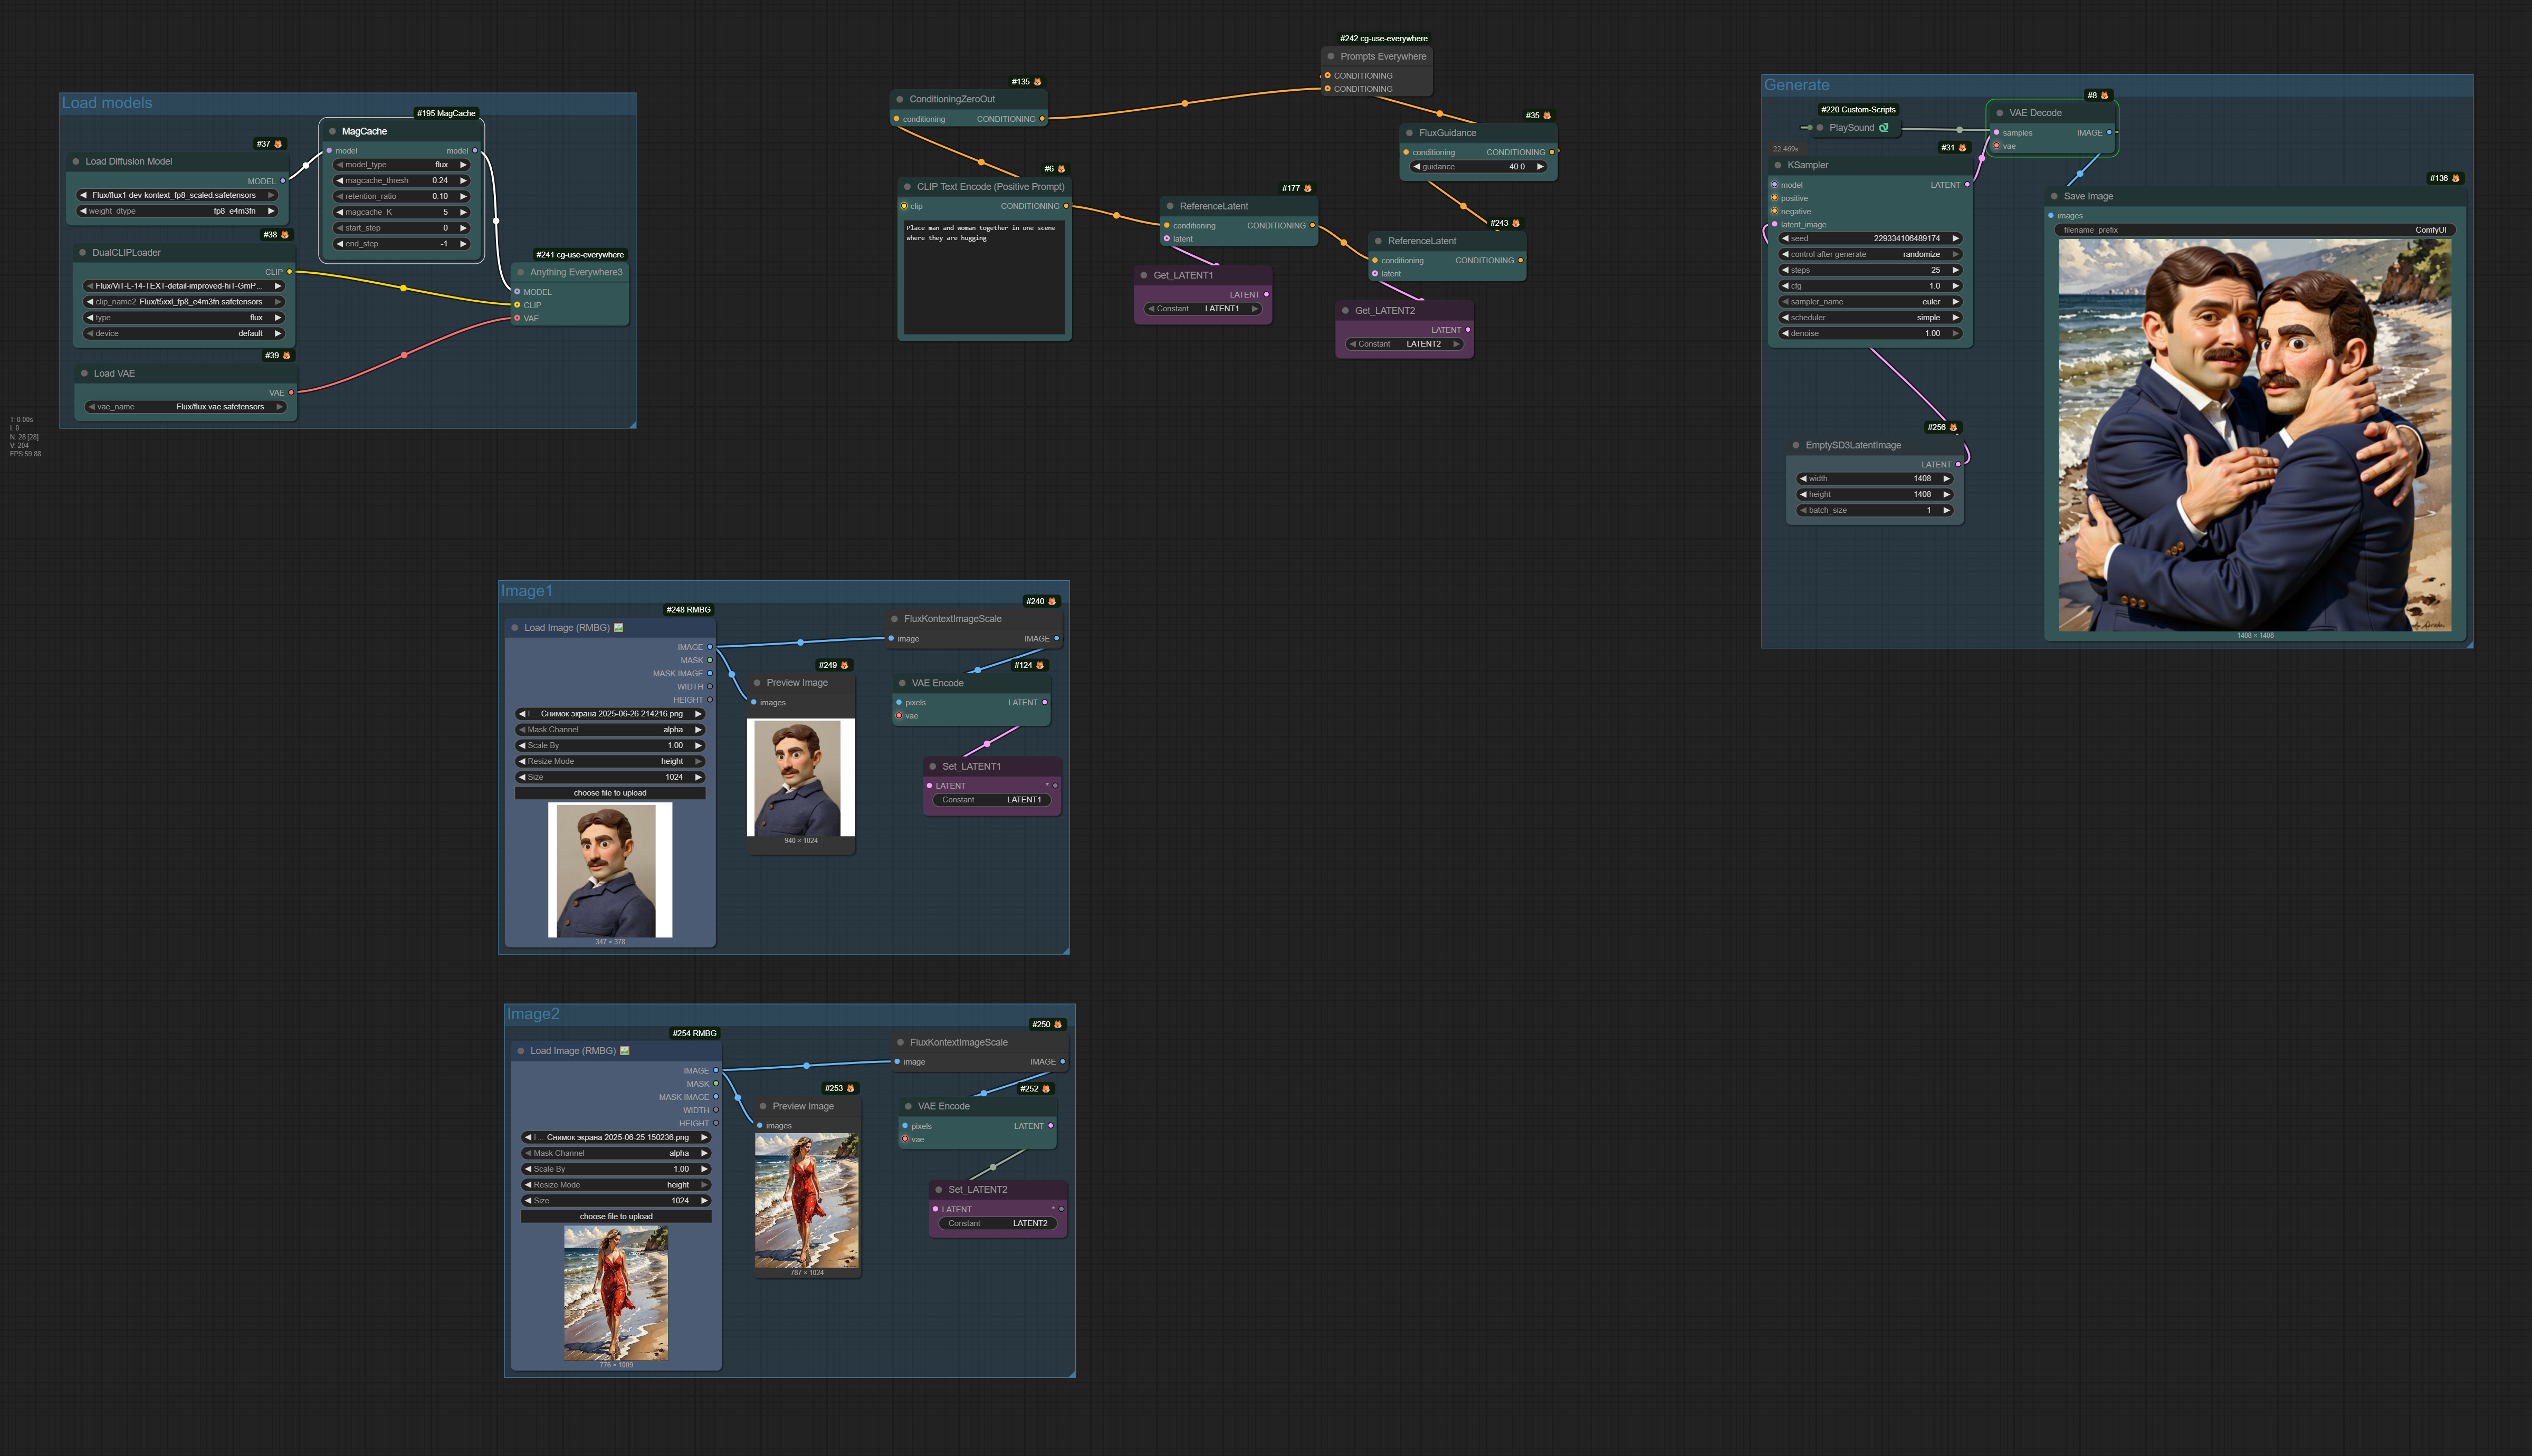 Load models
#37
Load Diffusion Model
MODEL
Flux/flux1-dev-kontext_fp8_scaled.safetensors
weight_dtype fp8_e4m3fn
#195 MagCache
MagCache
model model
model_type flux
magcache_thresh 0.24
retention_ratio 0.10
magcache_K 5
start_step 0
end_step -1
#38
DualCLIPLoader
CLIP
Flux/ViT-L-14-TEXT-detail-improved-hiT-GmP...
clip_name2 Flux/t5xxl_fp8_e4m3fn.safetensors
type flux
device default
#241 cg-use-everywhere
Anything Everywhere3
MODEL
CLIP
VAE
#39
Load VAE
VAE
vae_name Flux/flux.vae.safetensors
T: 0.00s
I: 0
N: 28 [28]
V: 204
FPS:59.88
#135
ConditioningZeroOut
conditioning CONDITIONING
#242 cg-use-everywhere
Prompts Everywhere
CONDITIONING
CONDITIONING
#35
FluxGuidance
conditioning CONDITIONING
guidance 40.0
#6
CLIP Text Encode (Positive Prompt)
clip CONDITIONING
Place man and woman together in one scene
where they are hugging
#177
ReferenceLatent
conditioning CONDITIONING
latent
Get_LATENT1
LATENT
Constant LATENT1
#243
ReferenceLatent
conditioning CONDITIONING
latent
Get_LATENT2
LATENT
Constant LATENT2
Generate
#220 Custom-Scripts
PlaySound
#8
VAE Decode
samples IMAGE
vae
22.469s
#31
KSampler
model LATENT
positive
negative
latent_image
seed 229334106489174
control after generate randomize
steps 25
cfg 1.0
sampler_name euler
scheduler simple
denoise 1.00
#256
EmptySD3LatentImage
LATENT
width 1408
height 1408
batch_size 1
#136
Save Image
images
filename_prefix ComfyUI
1408 × 1408
Image1
#248 RMBG
Load Image (RMBG)
IMAGE
MASK
MASK IMAGE
WIDTH
HEIGHT
I... Снимок экрана 2025-06-26 214216.png
Mask Channel alpha
Scale By 1.00
Resize Mode height
Size 1024
choose file to upload
347 × 378
#249
Preview Image
images
940 × 1024
#240
FluxKontextImageScale
image IMAGE
#124
VAE Encode
pixels LATENT
vae
Set_LATENT1
LATENT *
Constant LATENT1
Image2
#254 RMBG
Load Image (RMBG)
IMAGE
MASK
MASK IMAGE
WIDTH
HEIGHT
I... Снимок экрана 2025-06-25 150236.png
Mask Channel alpha
Scale By 1.00
Resize Mode height
Size 1024
choose file to upload
776 × 1009
#253
Preview Image
images
787 × 1024
#250
FluxKontextImageScale
image IMAGE
#252
VAE Encode
pixels LATENT
vae
Set_LATENT2
LATENT *
Constant LATENT2